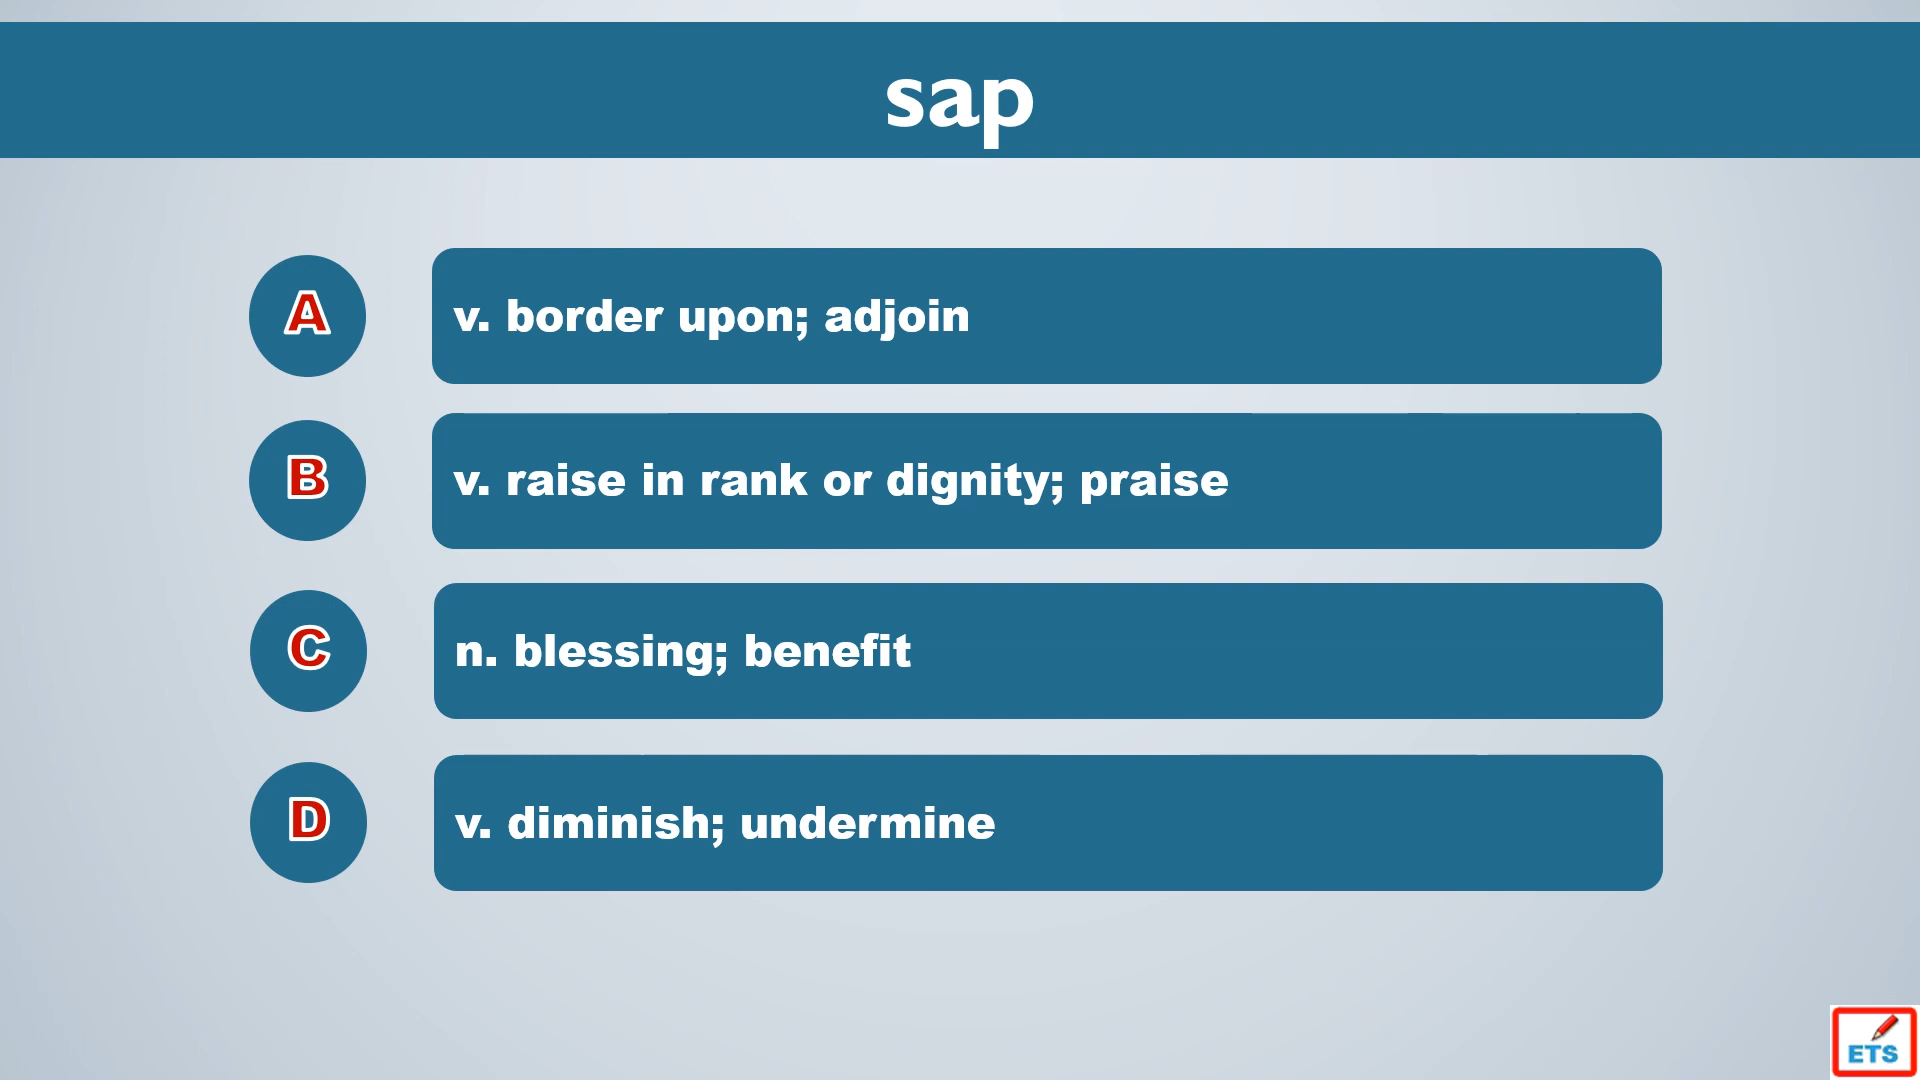 sap
A
v. border upon; adjoin
B
v. raise in rank or dignity; praise
C
n. blessing; benefit
D
v. diminish; undermine
ETS